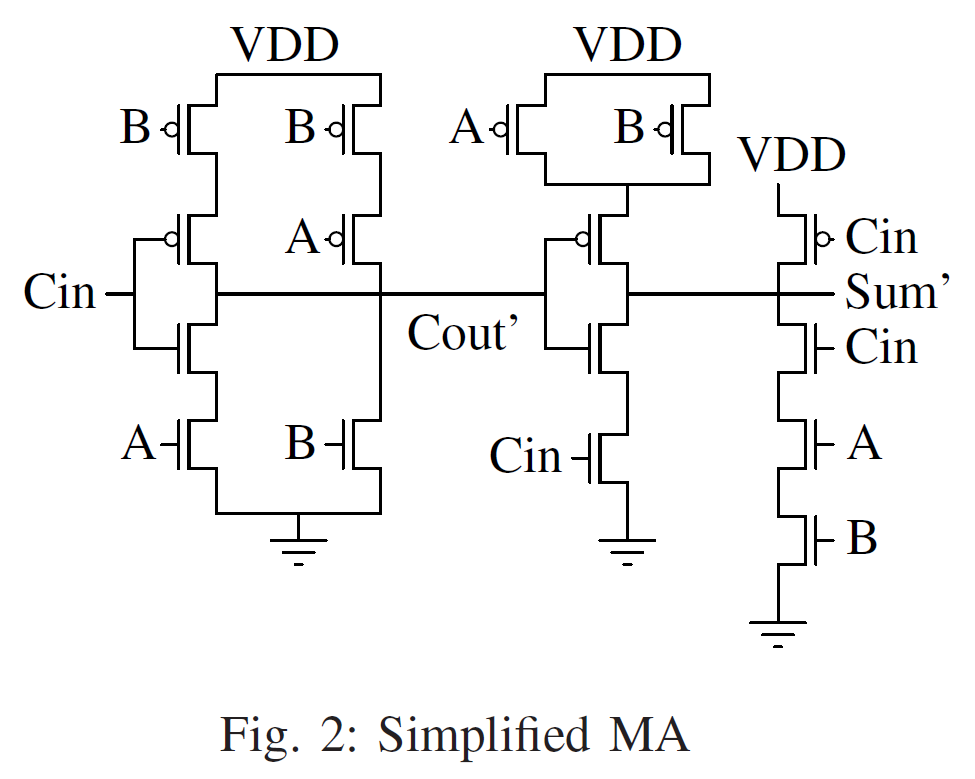 VDD
VDD
B
B
A
B
VDD
A
Cin
Cin
Sum’
Cout’
Cin
A
B
Cin
A
B
Fig. 2: Simplified MA